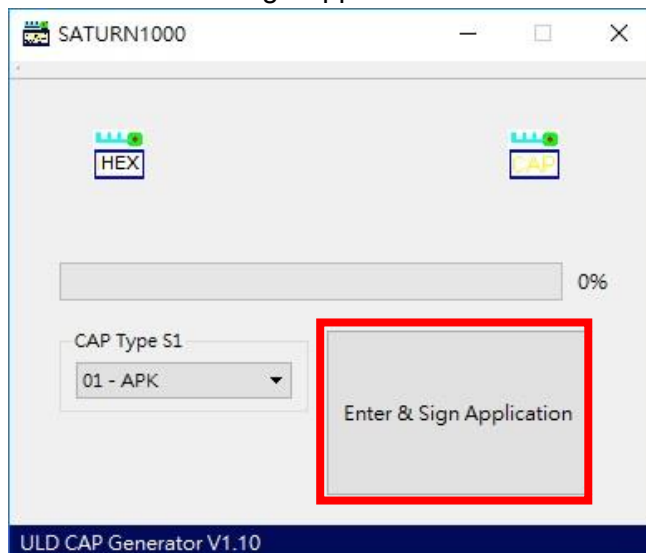 SATURN1000
HEX
CAP
0%
CAP Type S1
01 - APK
Enter & Sign Application
ULD CAP Generator V1.10